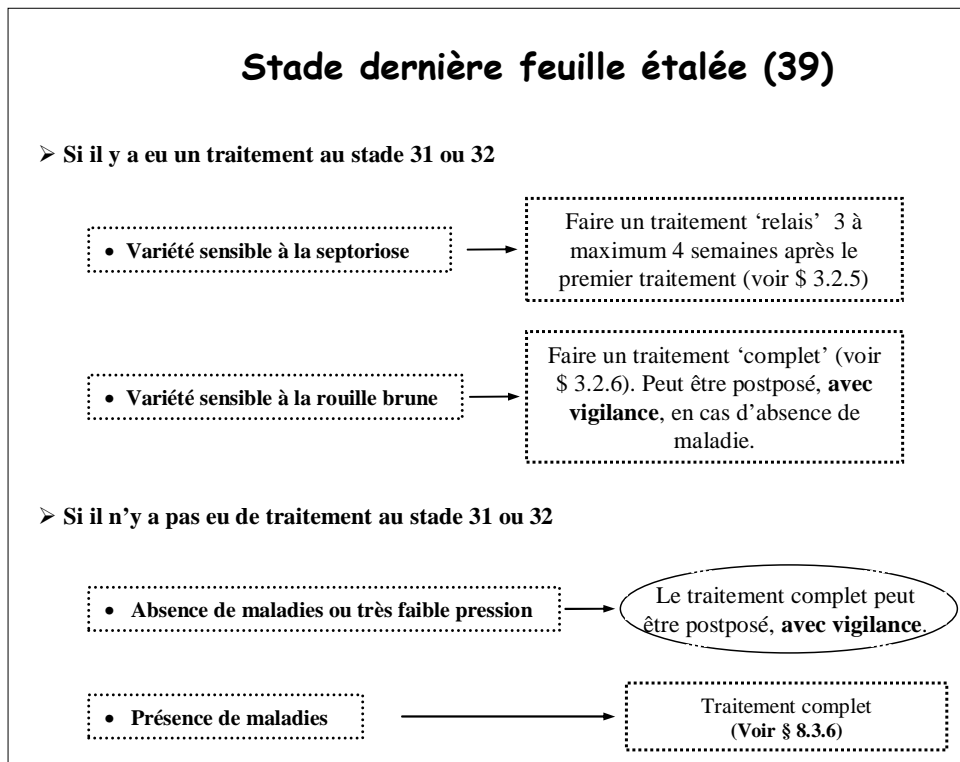 Stade dernière feuille étalée (39)
➢ Si il y a eu un traitement au stade 31 ou 32
• Variété sensible à la septoriose
Faire un traitement ‘relais’ 3 à
maximum 4 semaines après le
premier traitement (voir $ 3.2.5)
• Variété sensible à la rouille brune
Faire un traitement ‘complet’ (voir
$ 3.2.6). Peut être postposé, avec
vigilance, en cas d’absence de
maladie.
➢ Si il n’y a pas eu de traitement au stade 31 ou 32
• Absence de maladies ou très faible pression
Le traitement complet peut
être postposé, avec vigilance.
• Présence de maladies
Traitement complet
(Voir § 8.3.6)